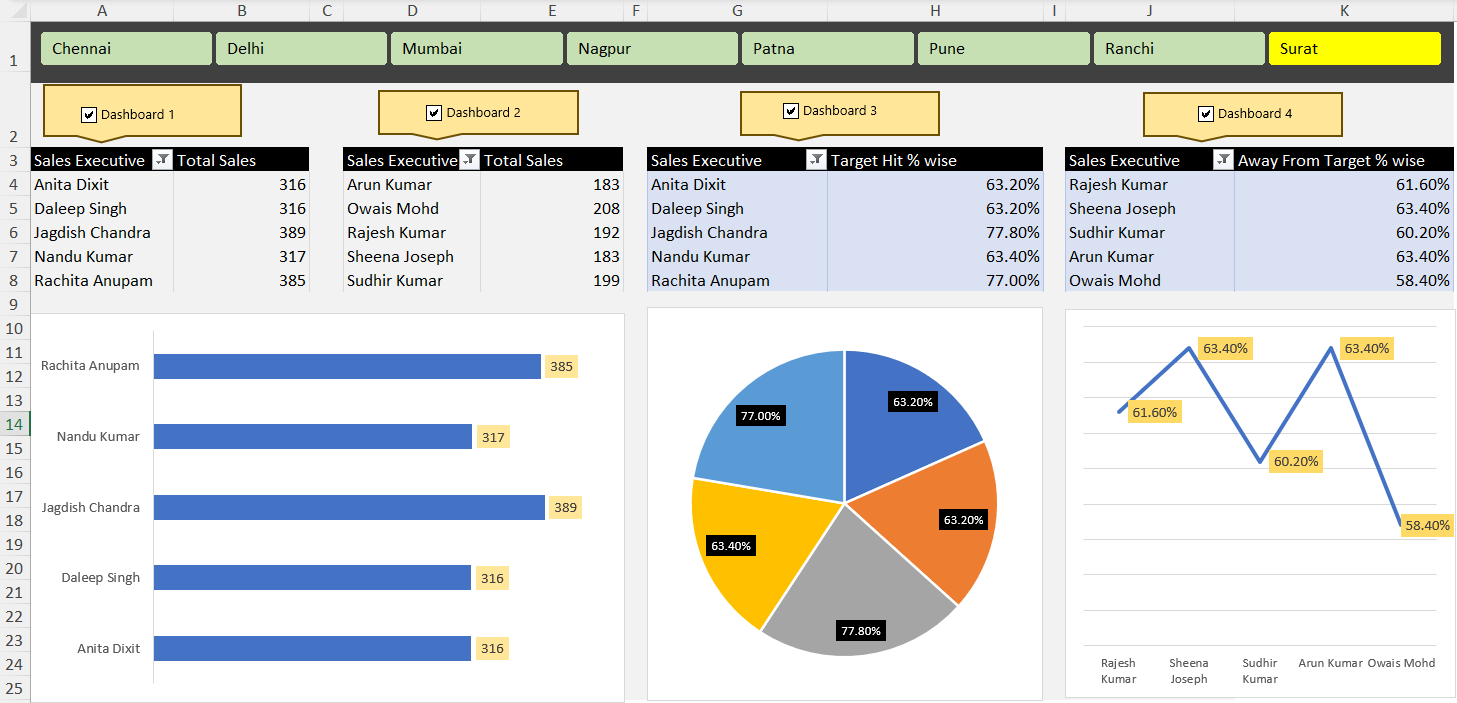 A B C D E F G H I J K
1 Chennai Delhi Mumbai Nagpur Patna Pune Ranchi Surat
2 Dashboard 1 Dashboard 2 Dashboard 3 Dashboard 4
3 Sales Executive Total Sales Sales Executive Total Sales Sales Executive Target Hit % wise Sales Executive Away From Target % wise
4 Anita Dixit 316 Arun Kumar 183 Anita Dixit 63.20% Rajesh Kumar 61.60%
5 Daleep Singh 316 Owais Mohd 208 Daleep Singh 63.20% Sheena Joseph 63.40%
6 Jagdish Chandra 389 Rajesh Kumar 192 Jagdish Chandra 77.80% Sudhir Kumar 60.20%
7 Nandu Kumar 317 Sheena Joseph 183 Nandu Kumar 63.40% Arun Kumar 63.40%
8 Rachita Anupam 385 Sudhir Kumar 199 Rachita Anupam 77.00% Owais Mohd 58.40%
9
10
11
12
13
14
15
16
17
18
19
20
21
22
23
24
25
Rachita Anupam 385
Nandu Kumar 317
Jagdish Chandra 389
Daleep Singh 316
Anita Dixit 316
63.20%
77.00%
63.20%
63.40%
77.80%
63.40% 63.40%
61.60%
60.20%
58.40%
Rajesh Kumar
Sheena Joseph
Sudhir Kumar
Arun Kumar
Owais Mohd